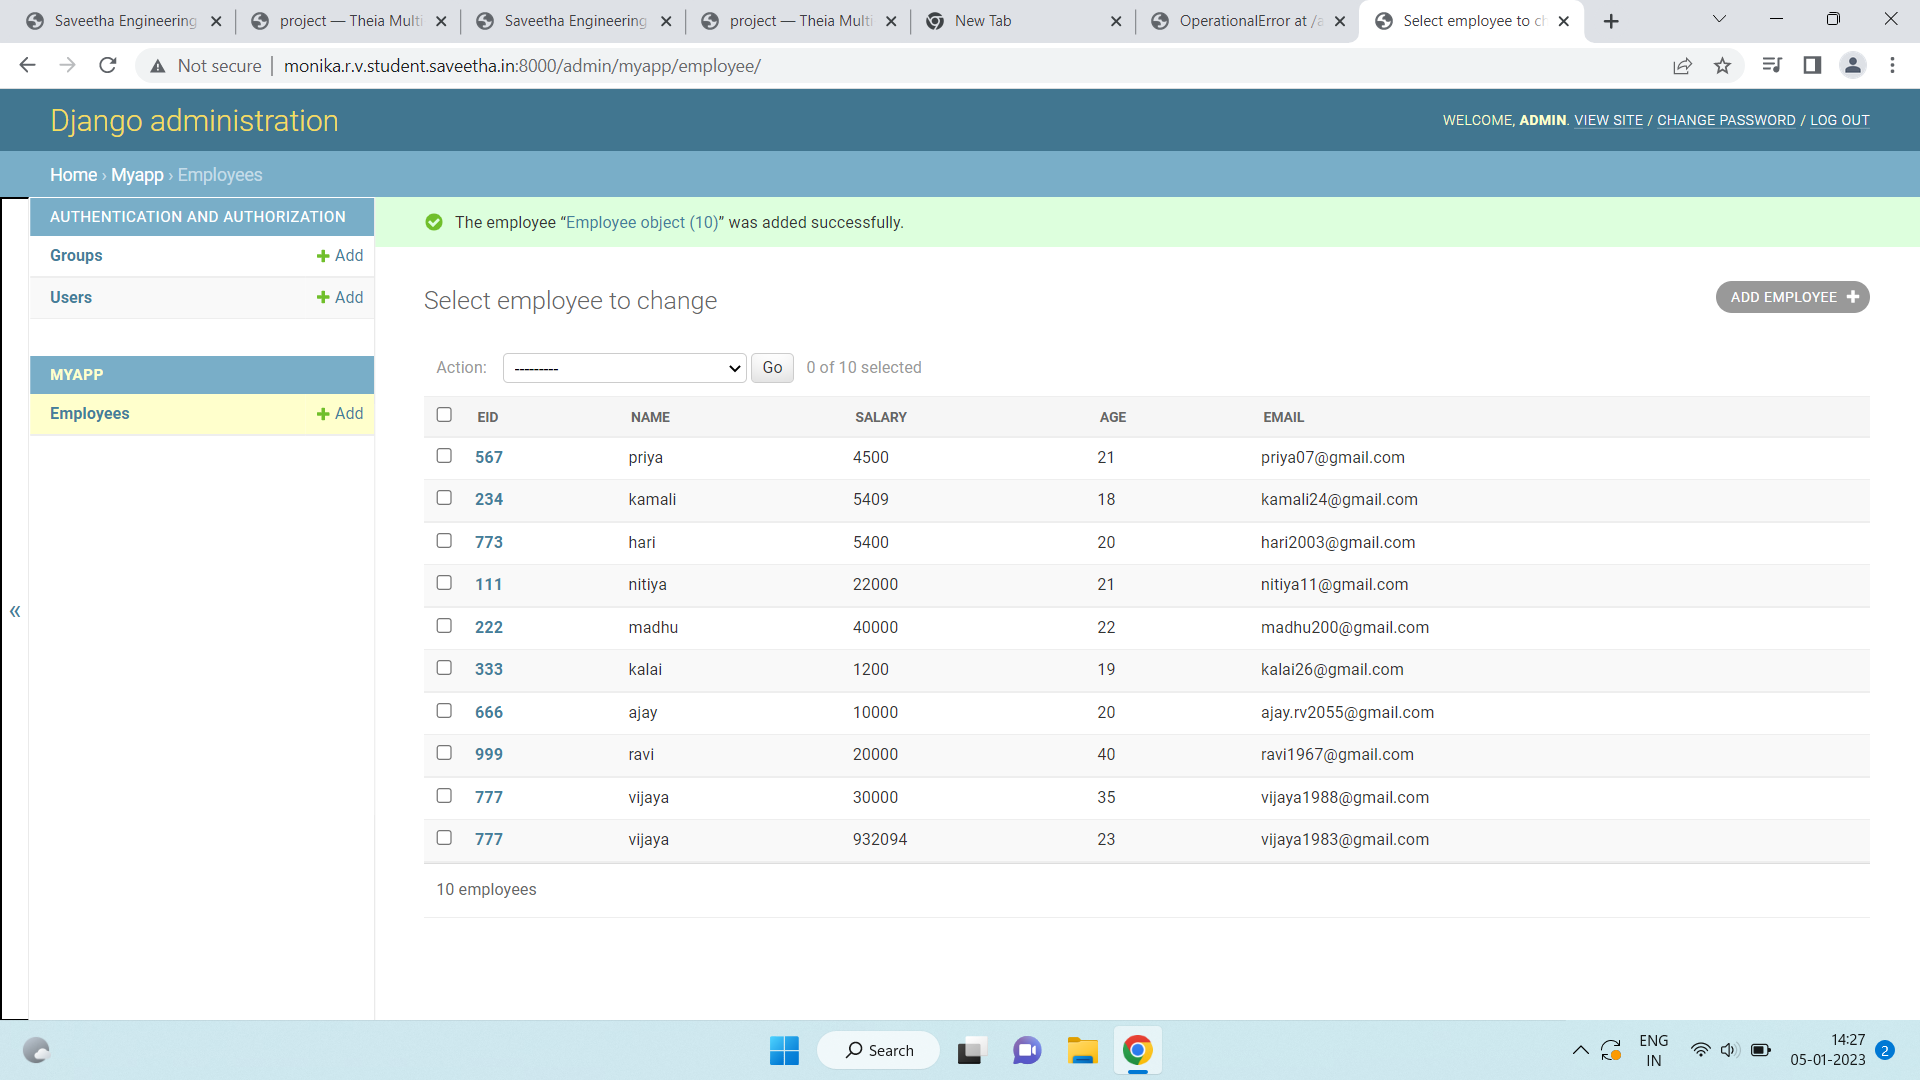 Saveetha Engineering
project — Theia Multi
Saveetha Engineering
project — Theia Multi
New Tab
OperationalError at /a
Select employee to ch
Not secure
monika.r.v.student.saveetha.in:8000/admin/myapp/employee/
Django administration
WELCOME, ADMIN. VIEW SITE / CHANGE PASSWORD / LOG OUT
Home › Myapp › Employees
AUTHENTICATION AND AUTHORIZATION
Groups + Add
Users + Add
MYAPP
Employees + Add
«
The employee “Employee object (10)” was added successfully.
Select employee to change
ADD EMPLOYEE +
Action: --------- Go 0 of 10 selected
EID NAME SALARY AGE EMAIL
567 priya 4500 21 priya07@gmail.com
234 kamali 5409 18 kamali24@gmail.com
773 hari 5400 20 hari2003@gmail.com
111 nitiya 22000 21 nitiya11@gmail.com
222 madhu 40000 22 madhu200@gmail.com
333 kalai 1200 19 kalai26@gmail.com
666 ajay 10000 20 ajay.rv2055@gmail.com
999 ravi 20000 40 ravi1967@gmail.com
777 vijaya 30000 35 vijaya1988@gmail.com
777 vijaya 932094 23 vijaya1983@gmail.com
10 employees
Search
ENG
IN
14:27
05-01-2023
2